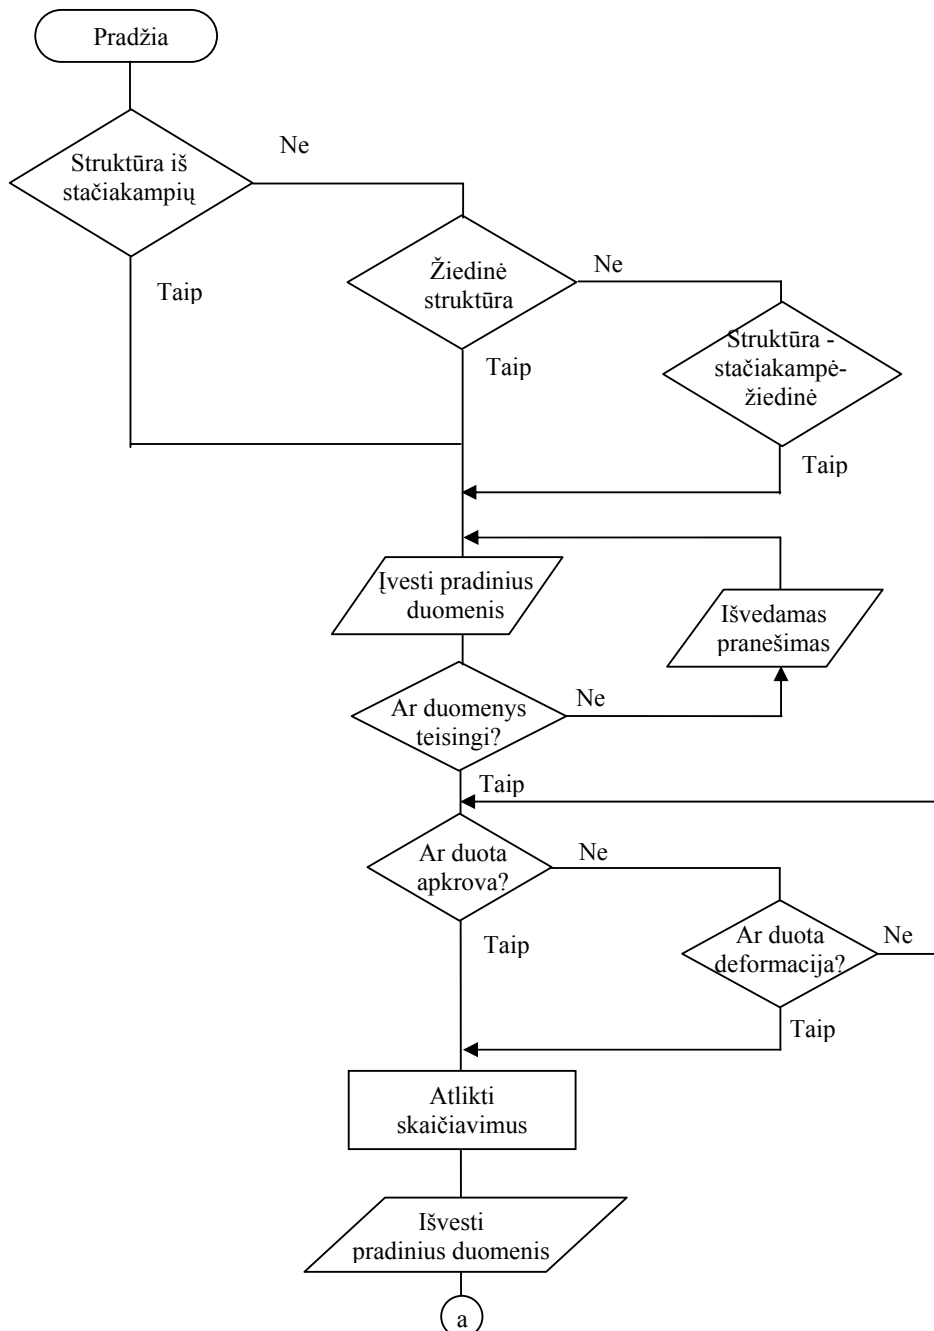 Pradžia
Ne
Struktūra iš
stačiakampių
Žiedinė
struktūra
Ne
Taip
Struktūra -
stačiakampė-
žiedinė
Taip
Taip
Įvesti pradinius
duomenis
Išvedamas
pranešimas
Ar duomenys
teisingi?
Ne
Taip
Ar duota
apkrova?
Ne
Taip
Ar duota
deformacija?
Ne
Taip
Atlikti
skaičiavimus
Išvesti
pradinius duomenis
a